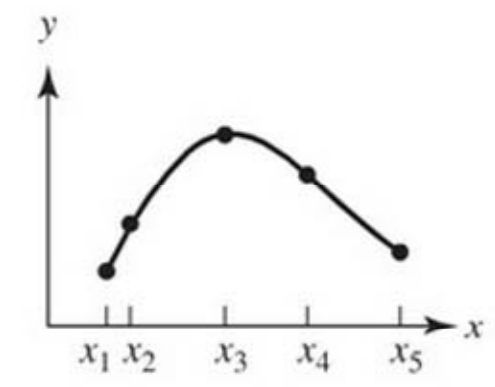 y
x
x₁ x₂ x₃ x₄ x₅